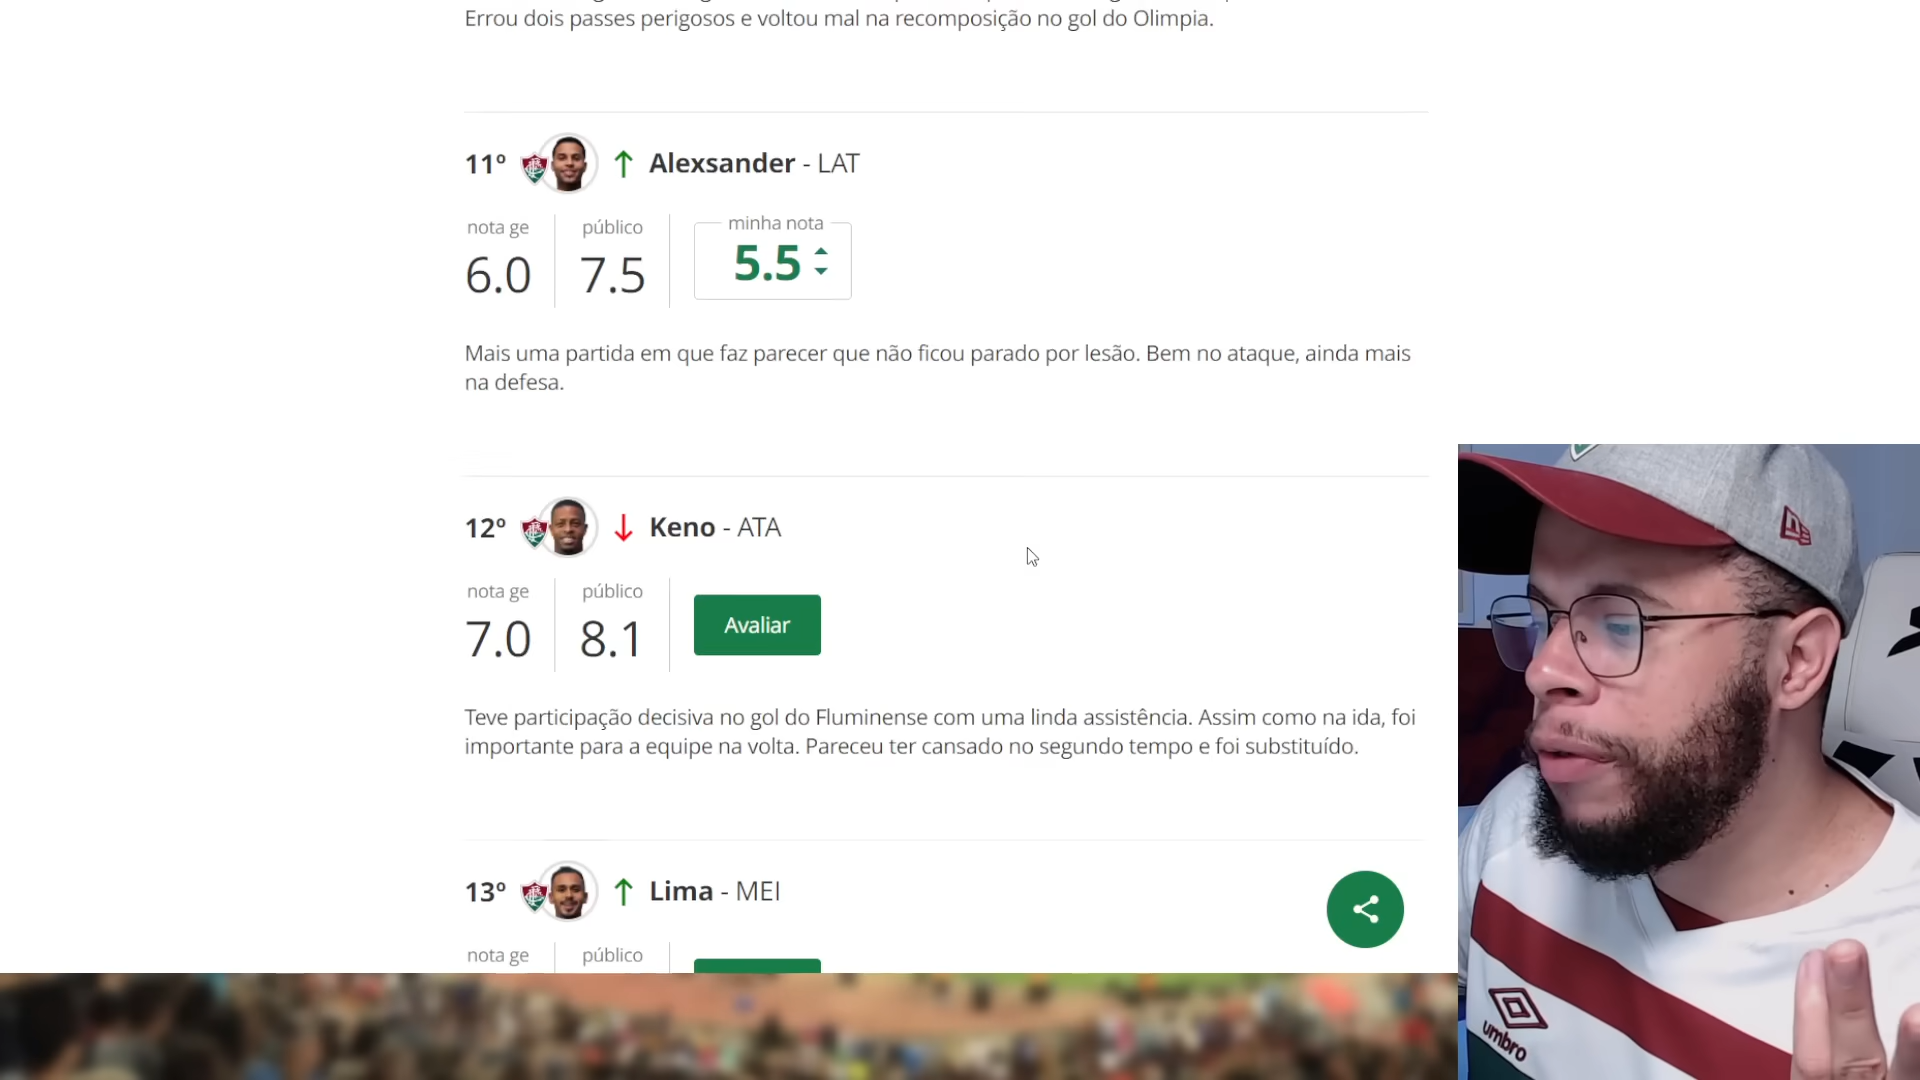 Errou dois passes perigosos e voltou mal na recomposição no gol do Olimpia.
11º Alexsander - LAT
nota ge
público
minha nota
6.0
7.5
5.5
Mais uma partida em que faz parecer que não ficou parado por lesão. Bem no ataque, ainda mais
na defesa.
12º Keno - ATA
nota ge
público
7.0
8.1
Avaliar
Teve participação decisiva no gol do Fluminense com uma linda assistência. Assim como na ida, foi
importante para a equipe na volta. Pareceu ter cansado no segundo tempo e foi substituído.
13º Lima - MEI
nota ge
público
umbro